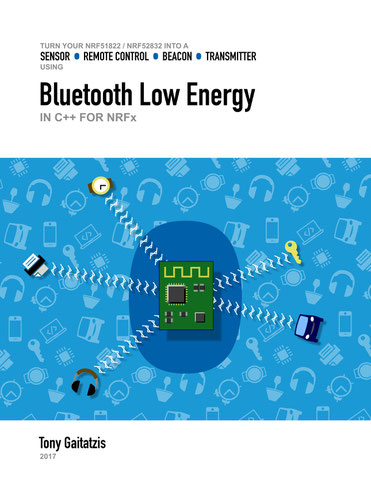 TURN YOUR NRF51822 / NRF52832 INTO A
SENSOR • REMOTE CONTROL • BEACON • TRANSMITTER
USING
Bluetooth Low Energy
IN C++ FOR NRFx
Tony Gaitatzis
2017